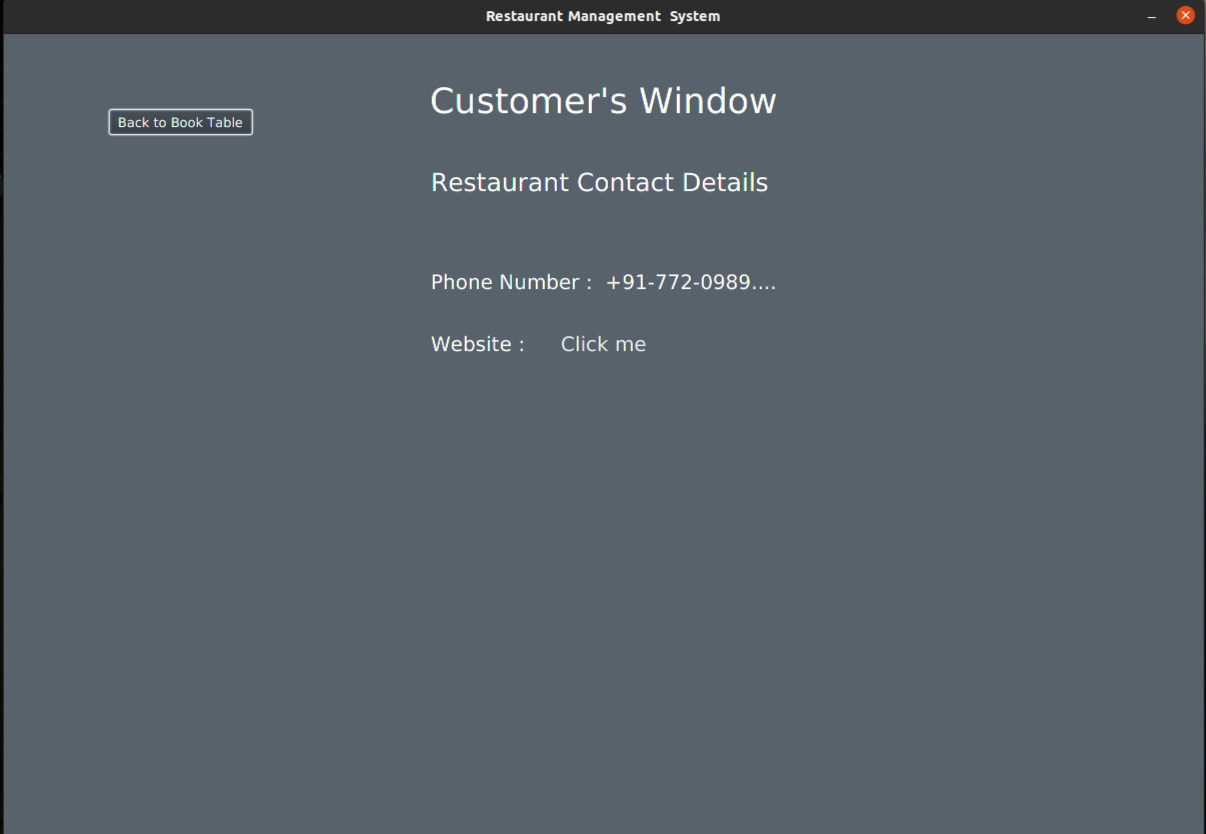 Restaurant Management  System
Customer's Window
Back to Book Table
Restaurant Contact Details
Phone Number :  +91-772-0989....
Website :  Click me